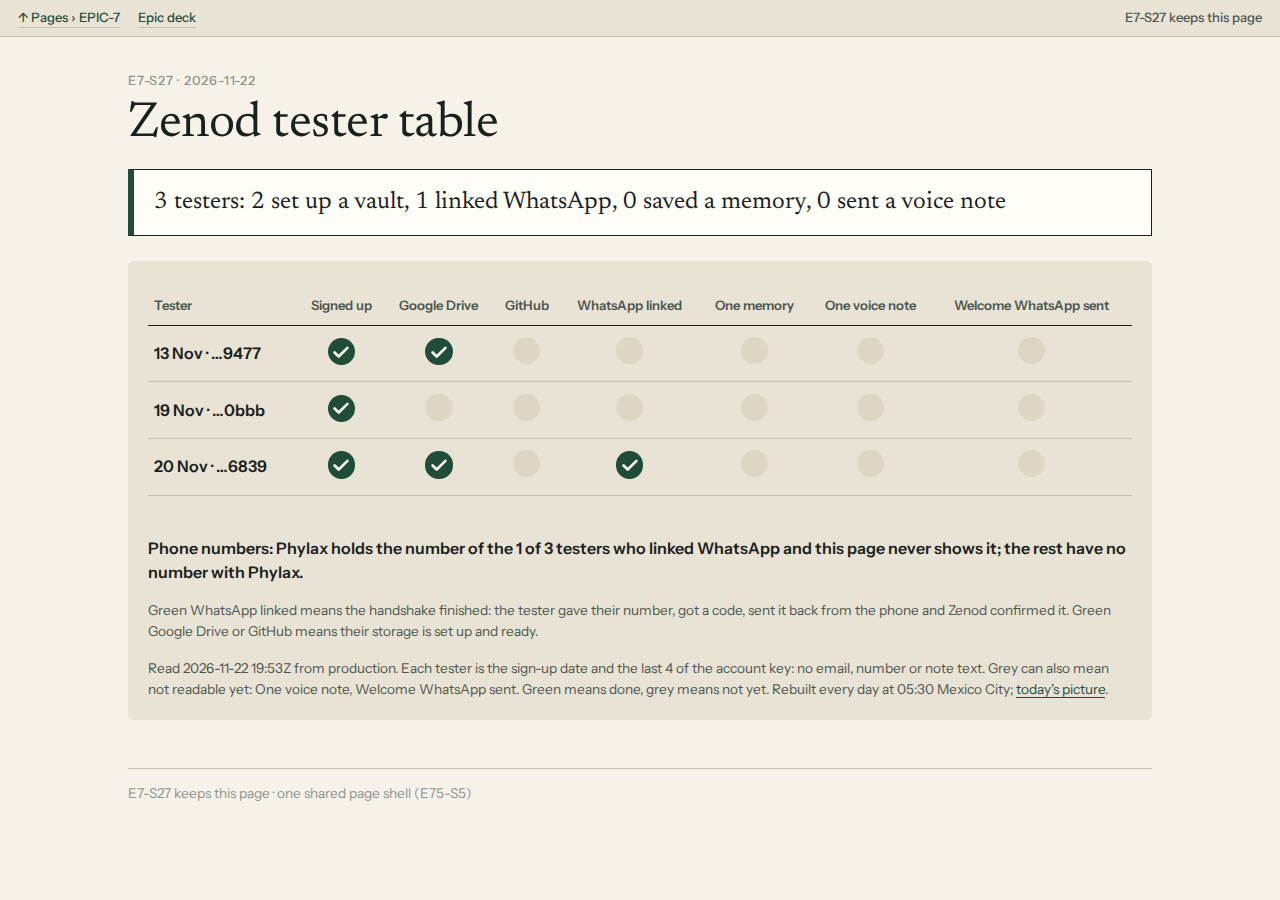 ↑ Pages › EPIC-7 Epic deck E7-S27 keeps this page
E7-S27 · 2026-11-22
Zenod tester table
3 testers: 2 set up a vault, 1 linked WhatsApp, 0 saved a memory, 0 sent a voice note
Tester Signed up Google Drive GitHub WhatsApp linked One memory One voice note Welcome WhatsApp sent
13 Nov · …9477
19 Nov · …0bbb
20 Nov · …6839
Phone numbers: Phylax holds the number of the 1 of 3 testers who linked WhatsApp and this page never shows it; the rest have no
number with Phylax.
Green WhatsApp linked means the handshake finished: the tester gave their number, got a code, sent it back from the phone and Zenod confirmed it. Green
Google Drive or GitHub means their storage is set up and ready.
Read 2026-11-22 19:53Z from production. Each tester is the sign-up date and the last 4 of the account key: no email, number or note text. Grey can also mean
not readable yet: One voice note, Welcome WhatsApp sent. Green means done, grey means not yet. Rebuilt every day at 05:30 Mexico City; today's picture.
E7-S27 keeps this page · one shared page shell (E75-S5)